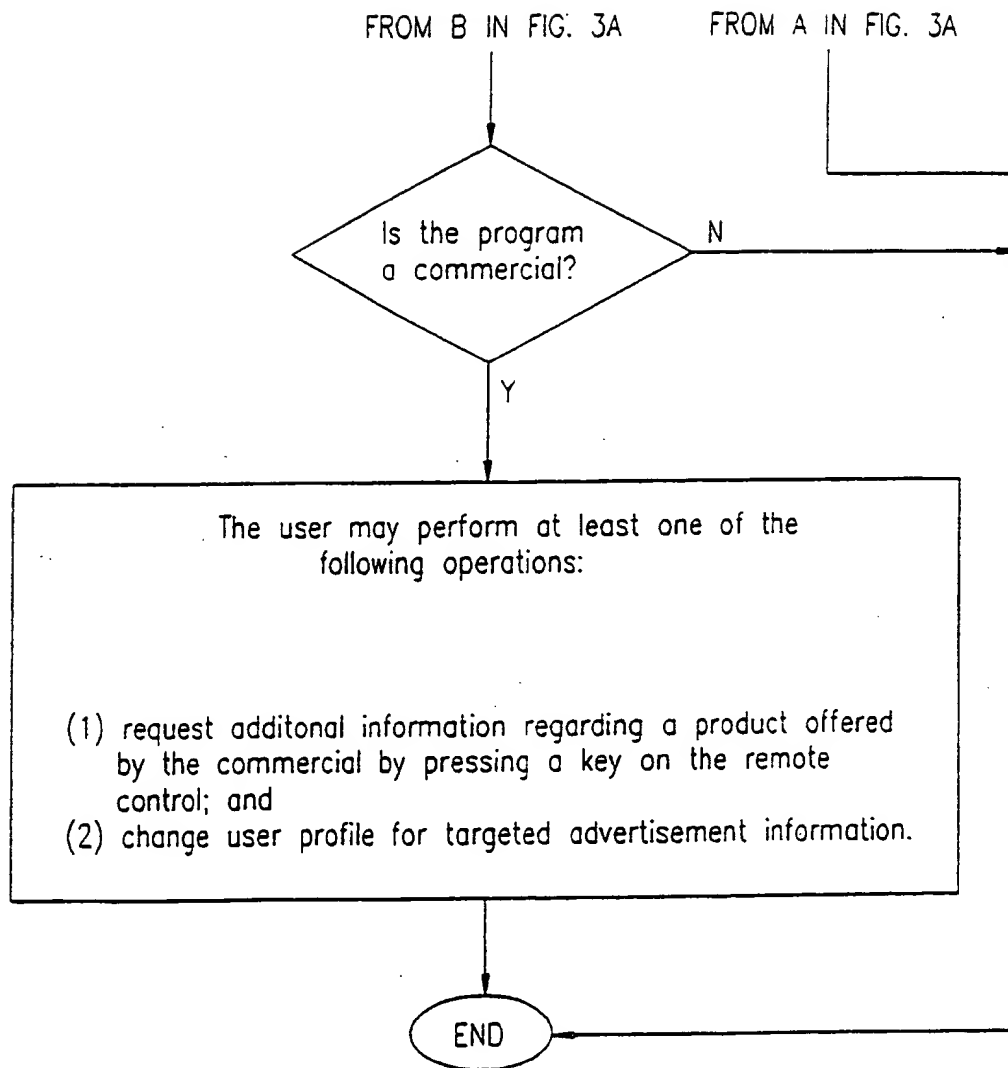 FROM B IN FIG. 3A
FROM A IN FIG. 3A
Is the program
a commercial?
N
Y
The user may perform at least one of the
following operations:
(1) request additonal information regarding a product offered
by the commercial by pressing a key on the remote
control; and
(2) change user profile for targeted advertisement information.
END